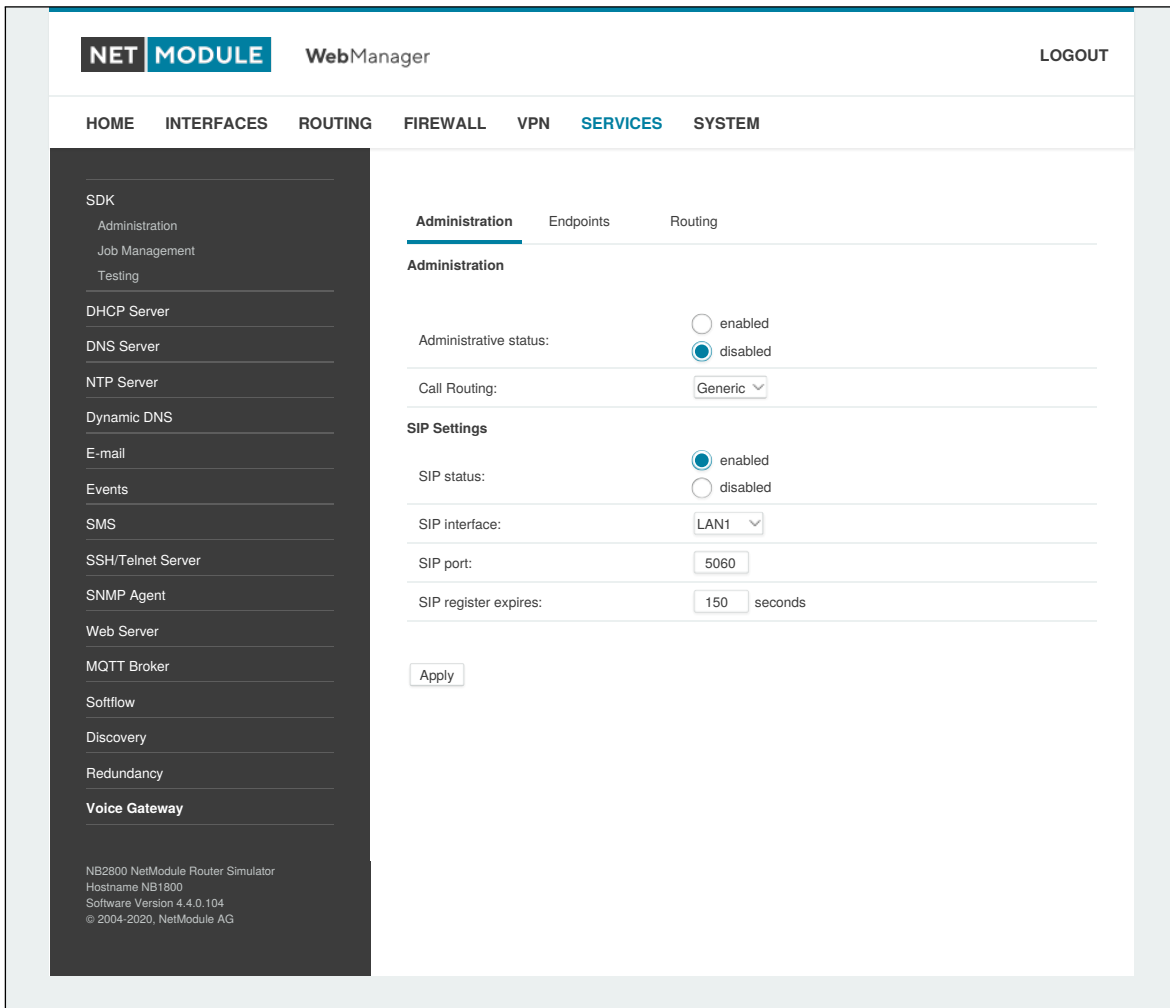 NET MODULE WebManager LOGOUT
HOME INTERFACES ROUTING FIREWALL VPN SERVICES SYSTEM
SDK
Administration
Job Management
Testing
DHCP Server
DNS Server
NTP Server
Dynamic DNS
E-mail
Events
SMS
SSH/Telnet Server
SNMP Agent
Web Server
MQTT Broker
Softflow
Discovery
Redundancy
Voice Gateway
NB2800 NetModule Router Simulator
Hostname NB1800
Software Version 4.4.0.104
© 2004-2020, NetModule AG
Administration Endpoints Routing
Administration
Administrative status:
enabled
disabled
Call Routing: Generic
SIP Settings
SIP status:
enabled
disabled
SIP interface: LAN1
SIP port: 5060
SIP register expires: 150 seconds
Apply